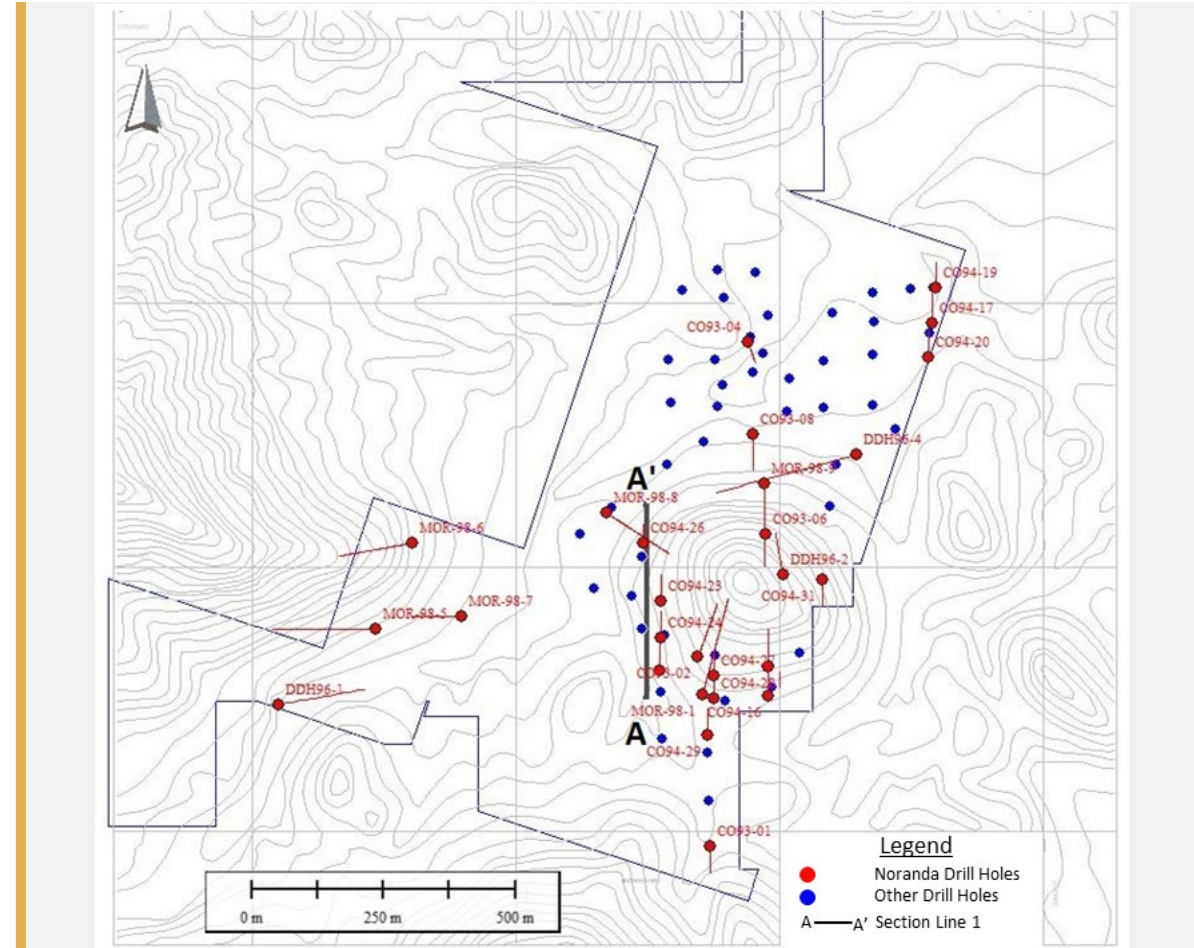 CO94-19
CO94-17
CO93-04
CO94-20
CO93-08
DDH96-4
MOR-98-9
A'
MOR-98-8
CO93-06
MOR-98-6
CO94-26
DDH96-2
CO94-23
CO94-31
MOR-98-7
MOR-98-5
CO94-24
CO94-27
CO93-02
CO94-28
DDH96-1
MOR-98-1
CO94-16
A
CO94-29
CO93-01
Legend
Noranda Drill Holes
Other Drill Holes
A A' Section Line 1
0 m 250 m 500 m